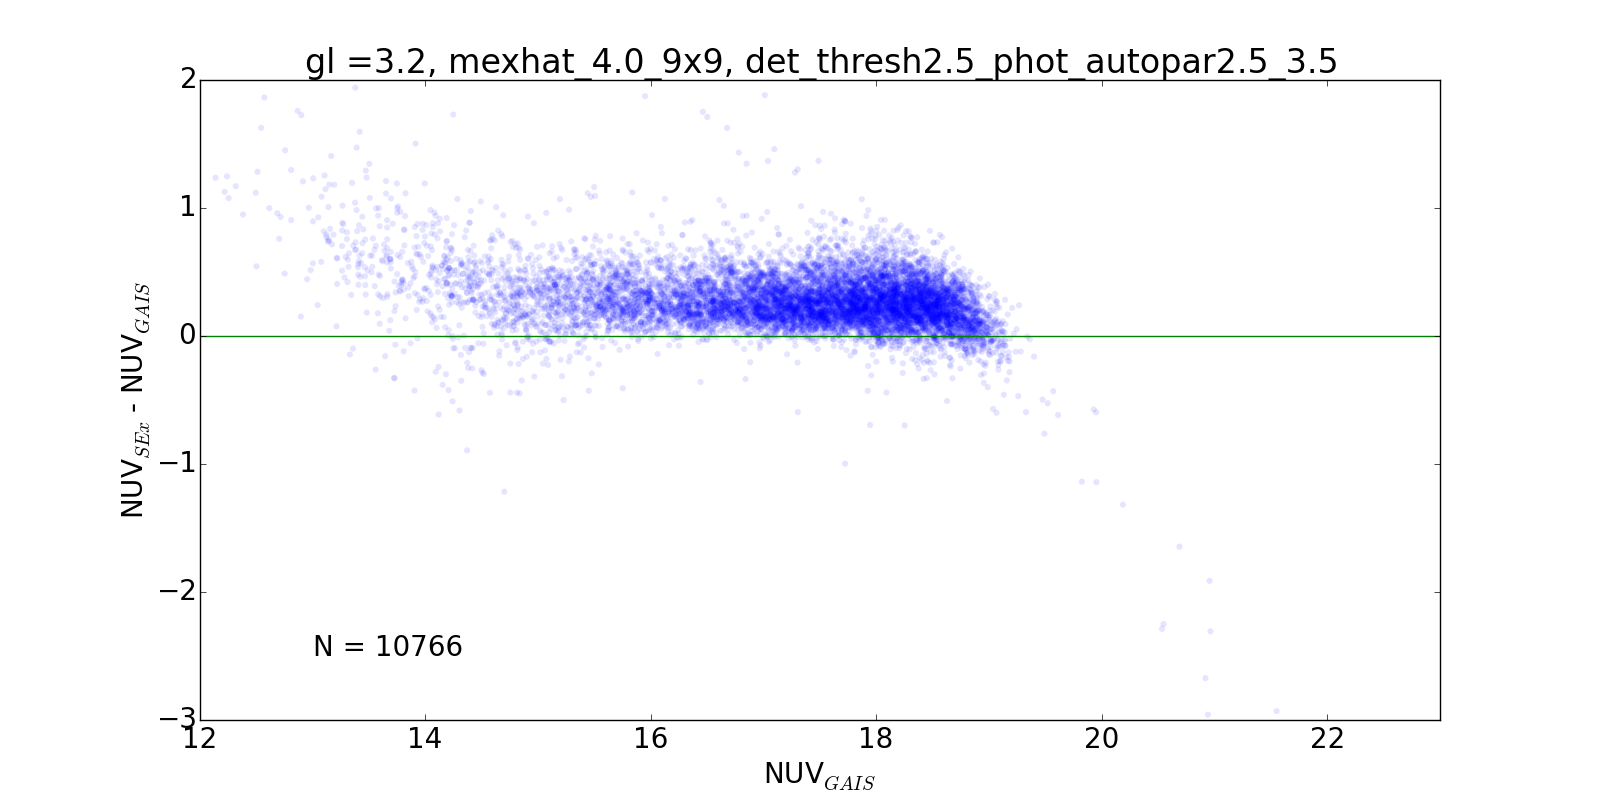 gl =3.2, mexhat_4.0_9x9, det_thresh2.5_phot_autopar2.5_3.5
2
1
0
−1
−2
−3
NUV_SEx - NUV_GAIS
N = 10766
12 14 16 18 20 22
NUV_GAIS